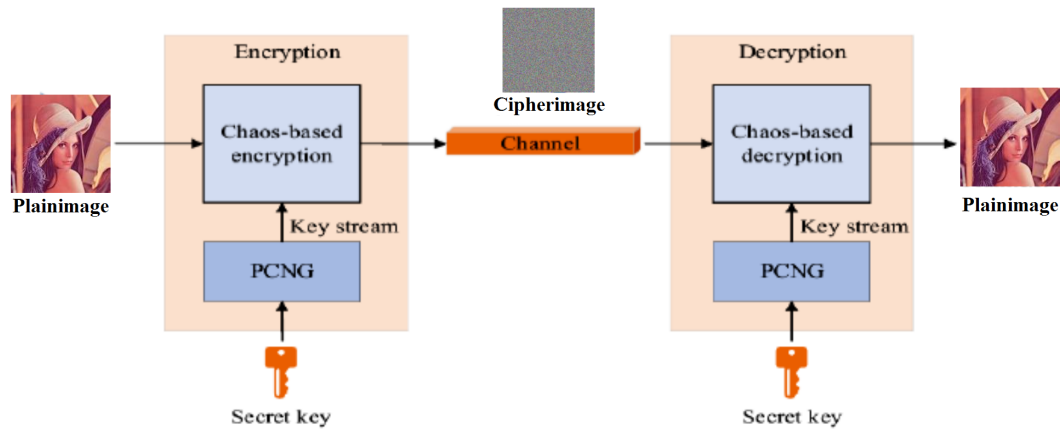 Encryption
Chaos-based
encryption
Key stream
PCNG
Secret key
Plainimage
Cipherimage
Channel
Decryption
Chaos-based
decryption
Key stream
PCNG
Secret key
Plainimage